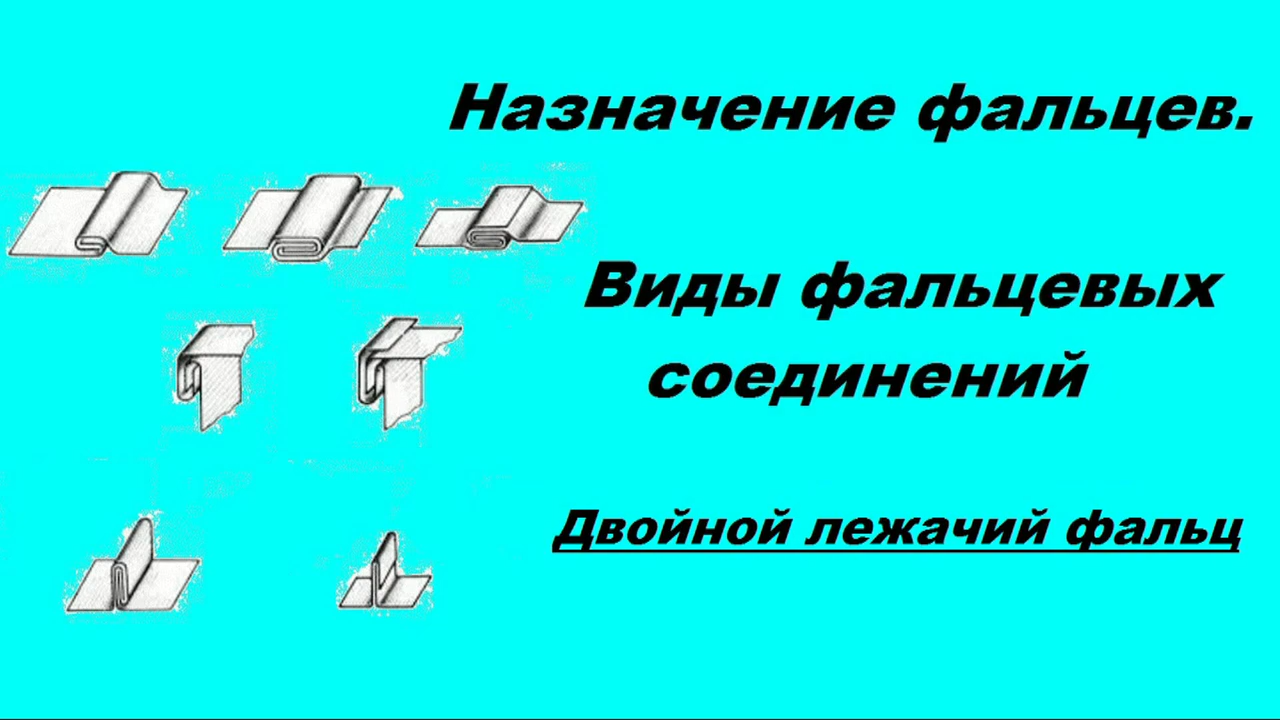 Назначение фальцев.
Виды фальцевых
соединений
Двойной лежачий фальц